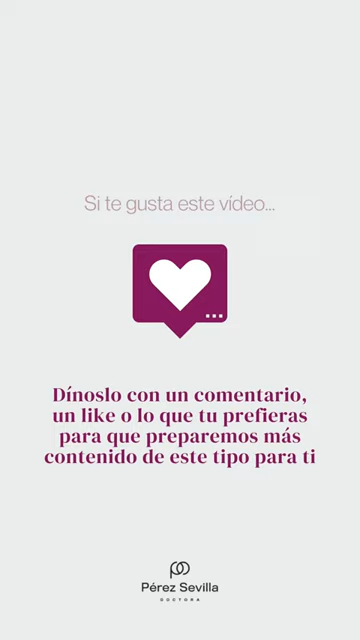 Si te gusta este vídeo...
Dínoslo con un comentario,
un like o lo que tu prefieras
para que preparemos más
contenido de este tipo para ti
Pérez Sevilla
DOCTORA